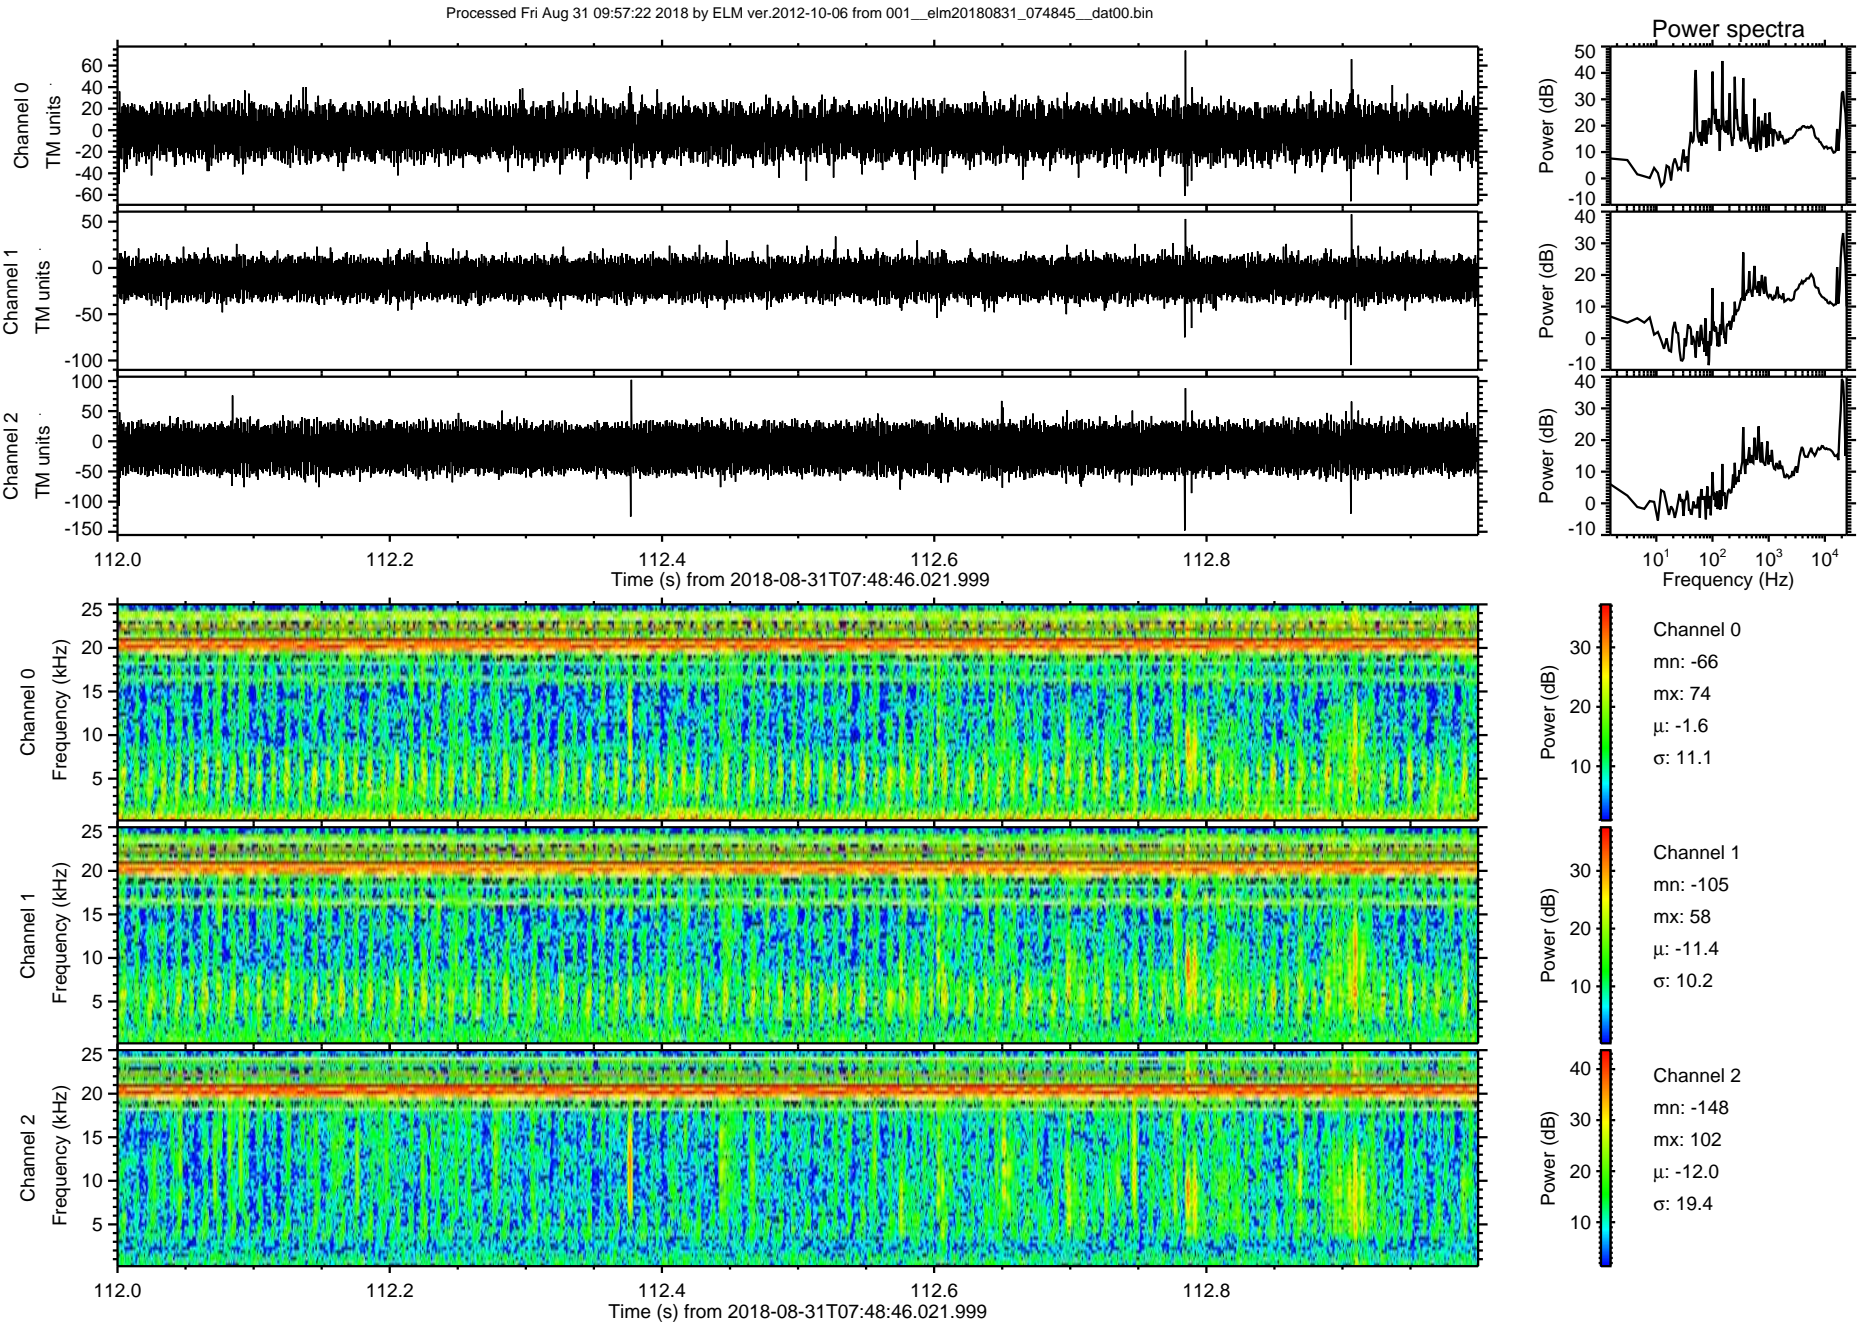 Processed Fri Aug 31 09:57:22 2018 by ELM ver.2012-10-06 from 001__elm20180831_074845__dat00.bin
Power spectra
Channel 0
TM units
60
40
20
0
-20
-40
-60
Power (dB)
50
40
30
20
10
0
-10
Channel 1
TM units
50
0
-50
-100
Power (dB)
40
30
20
10
0
-10
Channel 2
TM units
100
50
0
-50
-100
-150
Power (dB)
40
30
20
10
0
-10
112.0 112.2 112.4 112.6 112.8
Time (s) from 2018-08-31T07:48:46.021.999
10¹ 10² 10³ 10⁴
Frequency (Hz)
Channel 0
Frequency (kHz)
25
20
15
10
5
Power (dB)
30
20
10
Channel 0
mn: -66
mx: 74
μ: -1.6
σ: 11.1
Channel 1
Frequency (kHz)
25
20
15
10
5
Power (dB)
30
20
10
Channel 1
mn: -105
mx: 58
μ: -11.4
σ: 10.2
Channel 2
Frequency (kHz)
25
20
15
10
5
Power (dB)
40
30
20
10
Channel 2
mn: -148
mx: 102
μ: -12.0
σ: 19.4
112.0 112.2 112.4 112.6 112.8
Time (s) from 2018-08-31T07:48:46.021.999